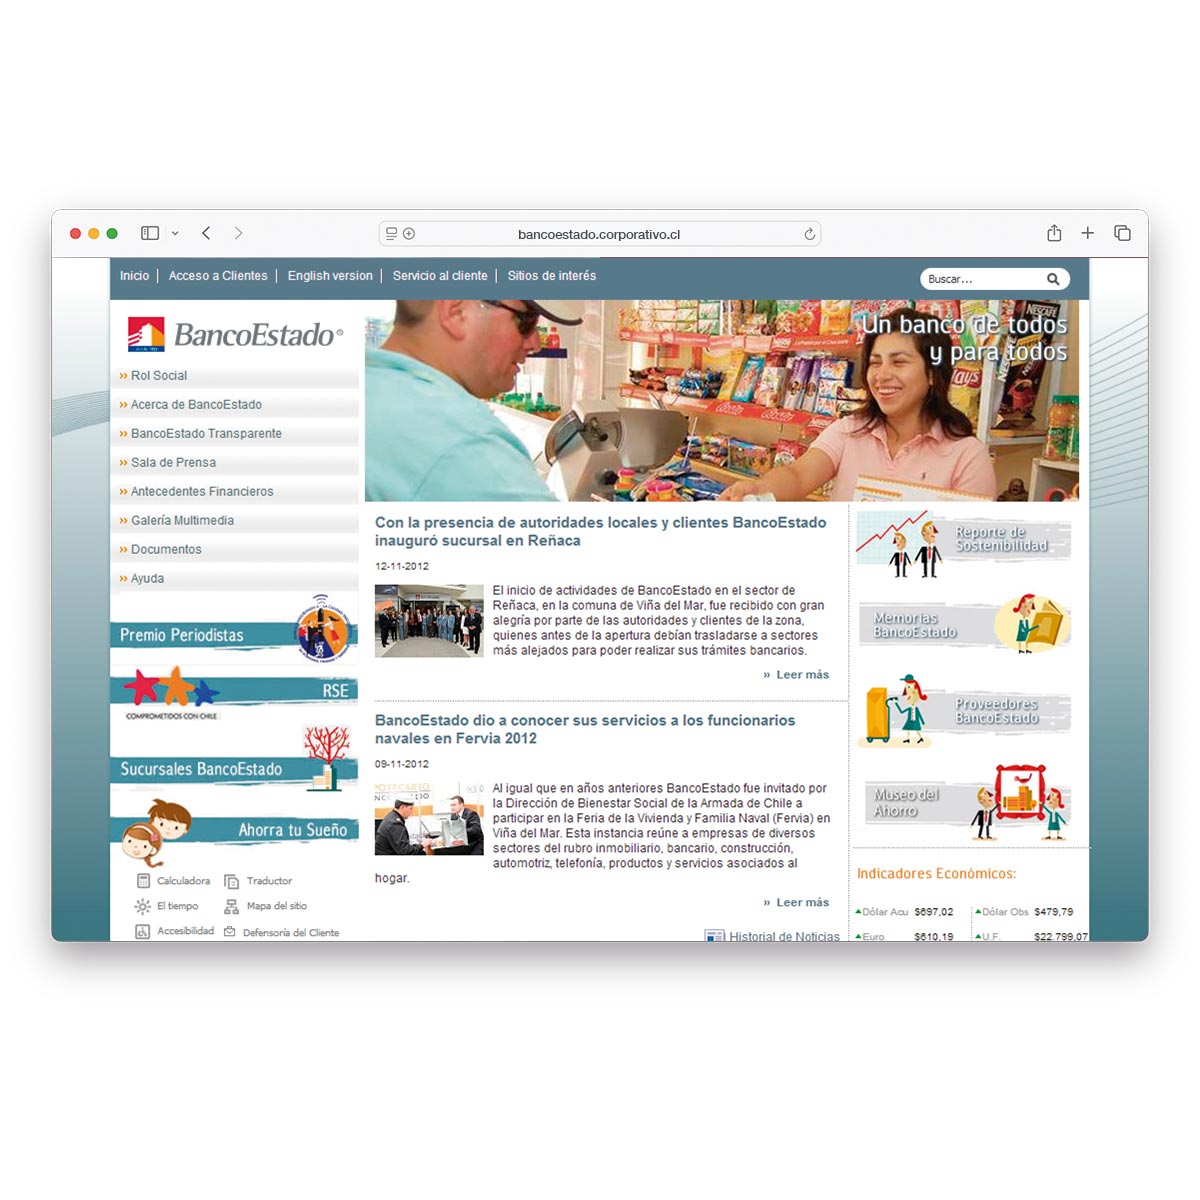 bancoestado.corporativo.cl
Inicio | Acceso a Clientes | English version | Servicio al cliente | Sitios de interés
Buscar...
BancoEstado®
Un banco de todos
y para todos
» Rol Social
» Acerca de BancoEstado
» BancoEstado Transparente
» Sala de Prensa
» Antecedentes Financieros
» Galería Multimedia
» Documentos
» Ayuda
Premio Periodistas
RSE
COMPROMETIDOS CON CHILE
Sucursales BancoEstado
Ahorra tu Sueño
Calculadora
Traductor
El tiempo
Mapa del sitio
Accesibilidad
Defensoría del Cliente
NESCAFÉ
Lays
Con la presencia de autoridades locales y clientes BancoEstado
inauguró sucursal en Reñaca
12-11-2012
El inicio de actividades de BancoEstado en el sector de
Reñaca, en la comuna de Viña del Mar, fue recibido con gran
alegría por parte de las autoridades y clientes de la zona,
quienes antes de la apertura debían trasladarse a sectores
más alejados para poder realizar sus trámites bancarios.
» Leer más
BancoEstado dio a conocer sus servicios a los funcionarios
navales en Fervia 2012
09-11-2012
Al igual que en años anteriores BancoEstado fue invitado por
la Dirección de Bienestar Social de la Armada de Chile a
participar en la Feria de la Vivienda y Familia Naval (Fervia) en
Viña del Mar. Esta instancia reúne a empresas de diversos
sectores del rubro inmobiliario, bancario, construcción,
automotriz, telefonía, productos y servicios asociados al
hogar.
» Leer más
Historial de Noticias
Reporte de
Sostenibilidad
Memorias
BancoEstado
Proveedores
BancoEstado
Museo del
Ahorro
Indicadores Económicos:
Dólar Acu $697,02
Dólar Obs $479,79
Euro $610,19
U.F. $22.799,07